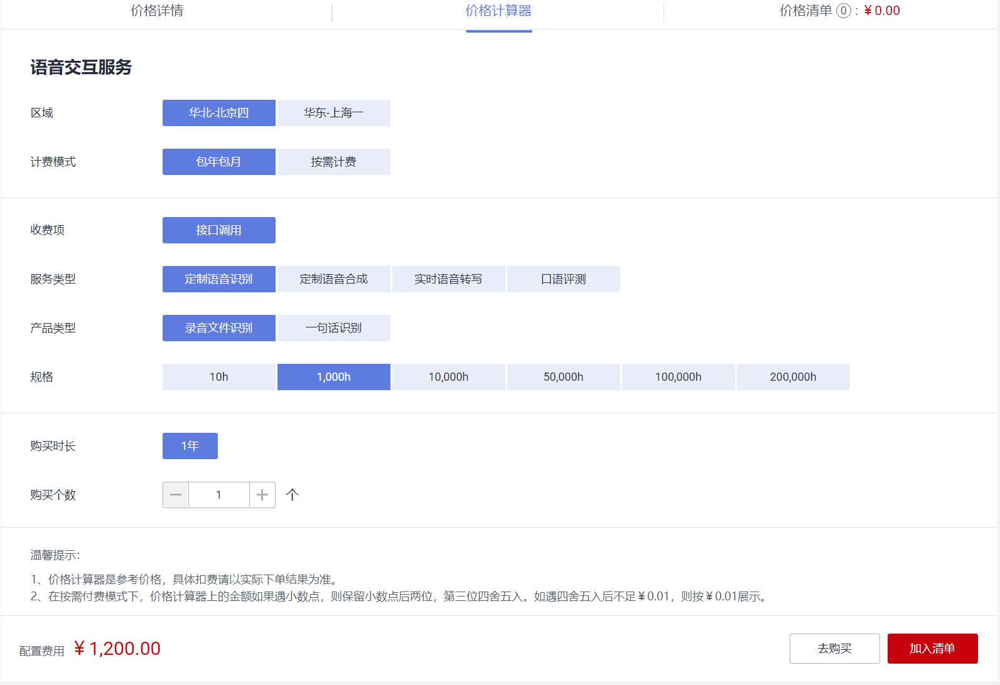 价格详情
价格计算器
价格清单 0 : ¥ 0.00
语音交互服务
区域 华北-北京四 华东-上海一
计费模式 包年包月 按需计费
收费项 接口调用
服务类型 定制语音识别 定制语音合成 实时语音转写 口语评测
产品类型 录音文件识别 一句话识别
规格 10h 1,000h 10,000h 50,000h 100,000h 200,000h
购买时长 1年
购买个数 1 个
温馨提示：
1、价格计算器是参考价格，具体扣费请以实际下单结果为准。
2、在按需付费模式下，价格计算器上的金额如果遇小数点，则保留小数点后两位，第三位四舍五入。如遇四舍五入后不足¥0.01，则按¥0.01展示。
配置费用 ¥ 1,200.00
去购买 加入清单